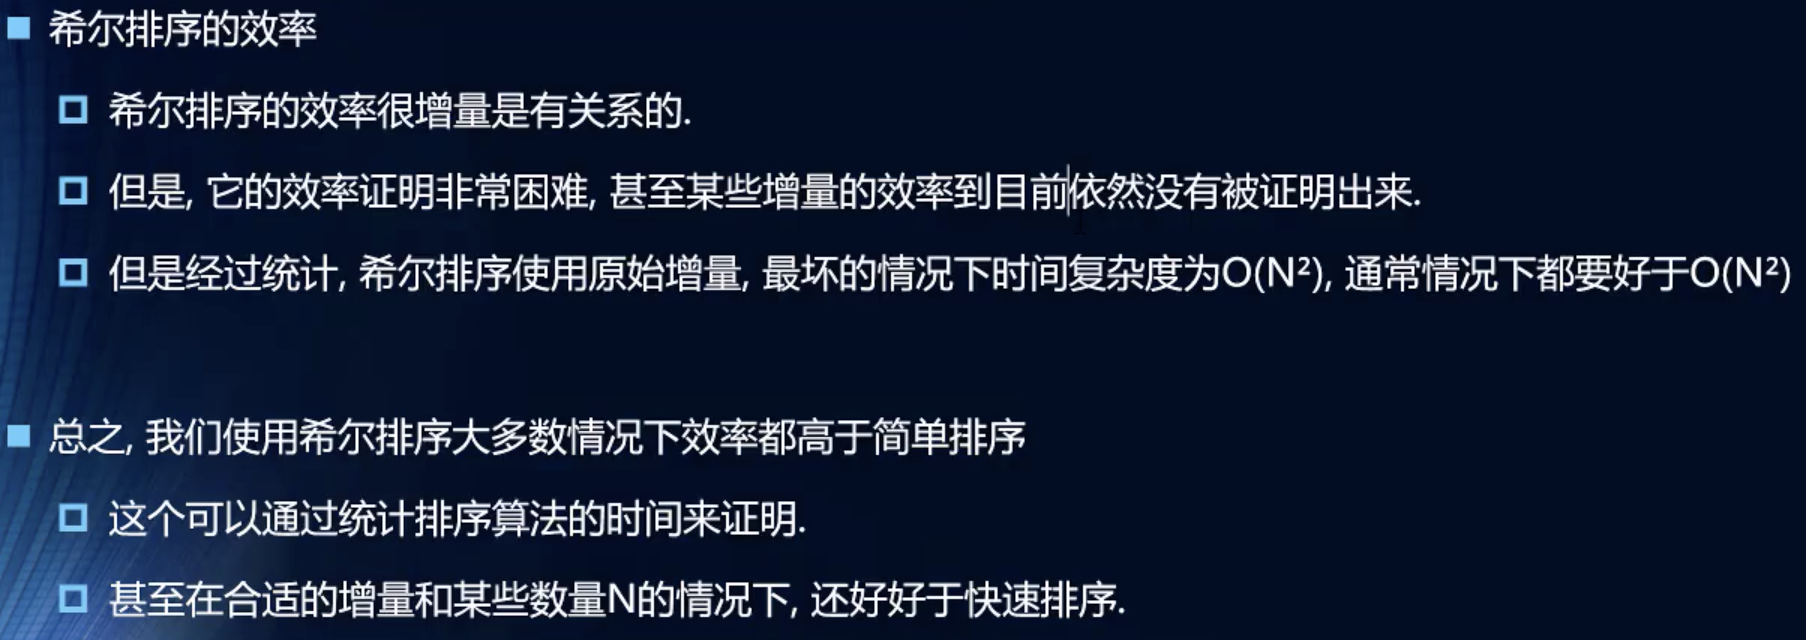 希尔排序的效率
希尔排序的效率很增量是有关系的.
但是, 它的效率证明非常困难, 甚至某些增量的效率到目前依然没有被证明出来.
但是经过统计, 希尔排序使用原始增量, 最坏的情况下时间复杂度为O(N²), 通常情况下都要好于O(N²)
总之, 我们使用希尔排序大多数情况下效率都高于简单排序
这个可以通过统计排序算法的时间来证明.
甚至在合适的增量和某些数量N的情况下, 还好好于快速排序.